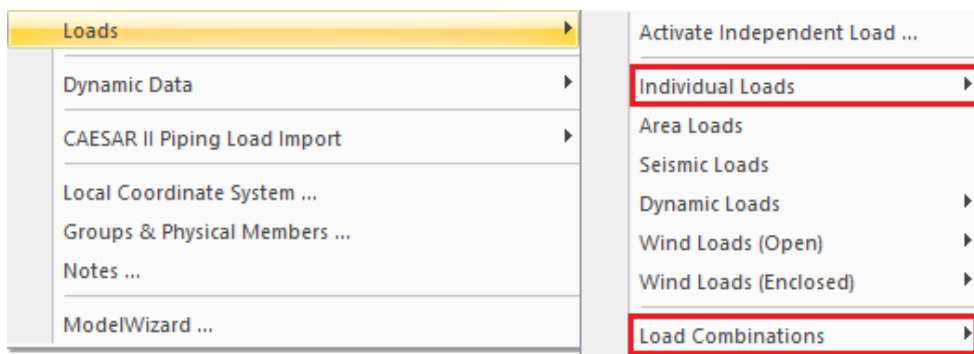 Loads
Dynamic Data
CAESAR II Piping Load Import
Local Coordinate System ...
Groups & Physical Members ...
Notes ...
ModelWizard ...
Activate Independent Load ...
Individual Loads
Area Loads
Seismic Loads
Dynamic Loads
Wind Loads (Open)
Wind Loads (Enclosed)
Load Combinations